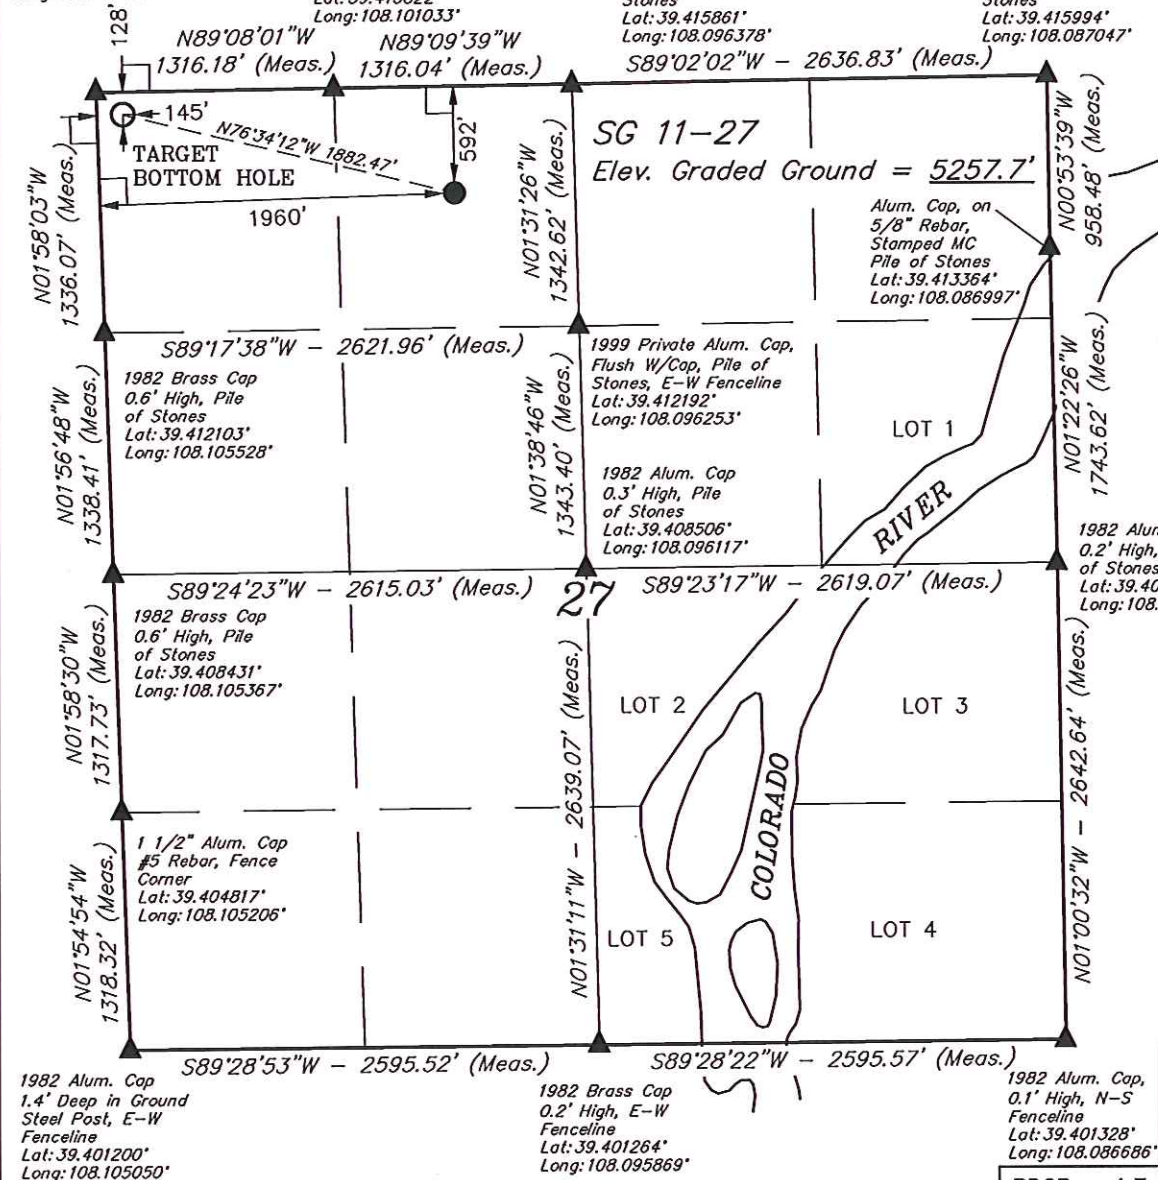 Long: 108.101033°
Stones
Lat: 39.415861°
Long: 108.096378°
Lat: 39.415994°
Long: 108.087047°
128'
N89°08'01"W
1316.18' (Meas.)
N89°09'39"W
1316.04' (Meas.)
S89°02'02"W – 2636.83' (Meas.)
145'
N76°34'12"W 1882.47'
592'
TARGET
BOTTOM HOLE
1960'
SG 11-27
Elev. Graded Ground = 5257.7'
N01°58'03"W
1336.07' (Meas.)
N01°31'26"W
1342.62' (Meas.)
N00°53'39"W
958.48' (Meas.)
Alum. Cap, on
5/8" Rebar,
Stamped MC
Pile of Stones
Lat: 39.413364°
Long: 108.086997°
S89°17'38"W – 2621.96' (Meas.)
1982 Brass Cap
0.6' High, Pile
of Stones
Lat: 39.412103°
Long: 108.105528°
1999 Private Alum. Cap,
Flush W/Cap, Pile of
Stones, E-W Fenceline
Lat: 39.412192°
Long: 108.096253°
N01°56'48"W
1338.41' (Meas.)
N01°38'46"W
1343.40' (Meas.)
N01°22'26"W
1743.62' (Meas.)
LOT 1
1982 Alum. Cap
0.3' High, Pile
of Stones
Lat: 39.408506°
Long: 108.096117°
RIVER
0.2' High,
of Stones
S89°24'23"W – 2615.03' (Meas.)
S89°23'17"W – 2619.07' (Meas.)
27
1982 Brass Cap
0.6' High, Pile
of Stones
Lat: 39.408431°
Long: 108.105367°
N01°58'30"W
1317.73' (Meas.)
N01°31'11"W – 2639.07' (Meas.)
N01°00'32"W – 2642.64' (Meas.)
LOT 2
LOT 3
COLORADO
1 1/2" Alum. Cap
#5 Rebar, Fence
Corner
Lat: 39.404817°
Long: 108.105206°
N01°54'54"W
1318.32' (Meas.)
LOT 5
LOT 4
S89°28'53"W – 2595.52' (Meas.)
S89°28'22"W – 2595.57' (Meas.)
1982 Alum. Cap
1.4' Deep in Ground
Steel Post, E-W
Fenceline
Lat: 39.401200°
Long: 108.105050°
1982 Brass Cap
0.2' High, E-W
Fenceline
Lat: 39.401264°
Long: 108.095869°
1982 Alum. Cap,
0.1' High, N-S
Fenceline
Lat: 39.401328°
Long: 108.086686°